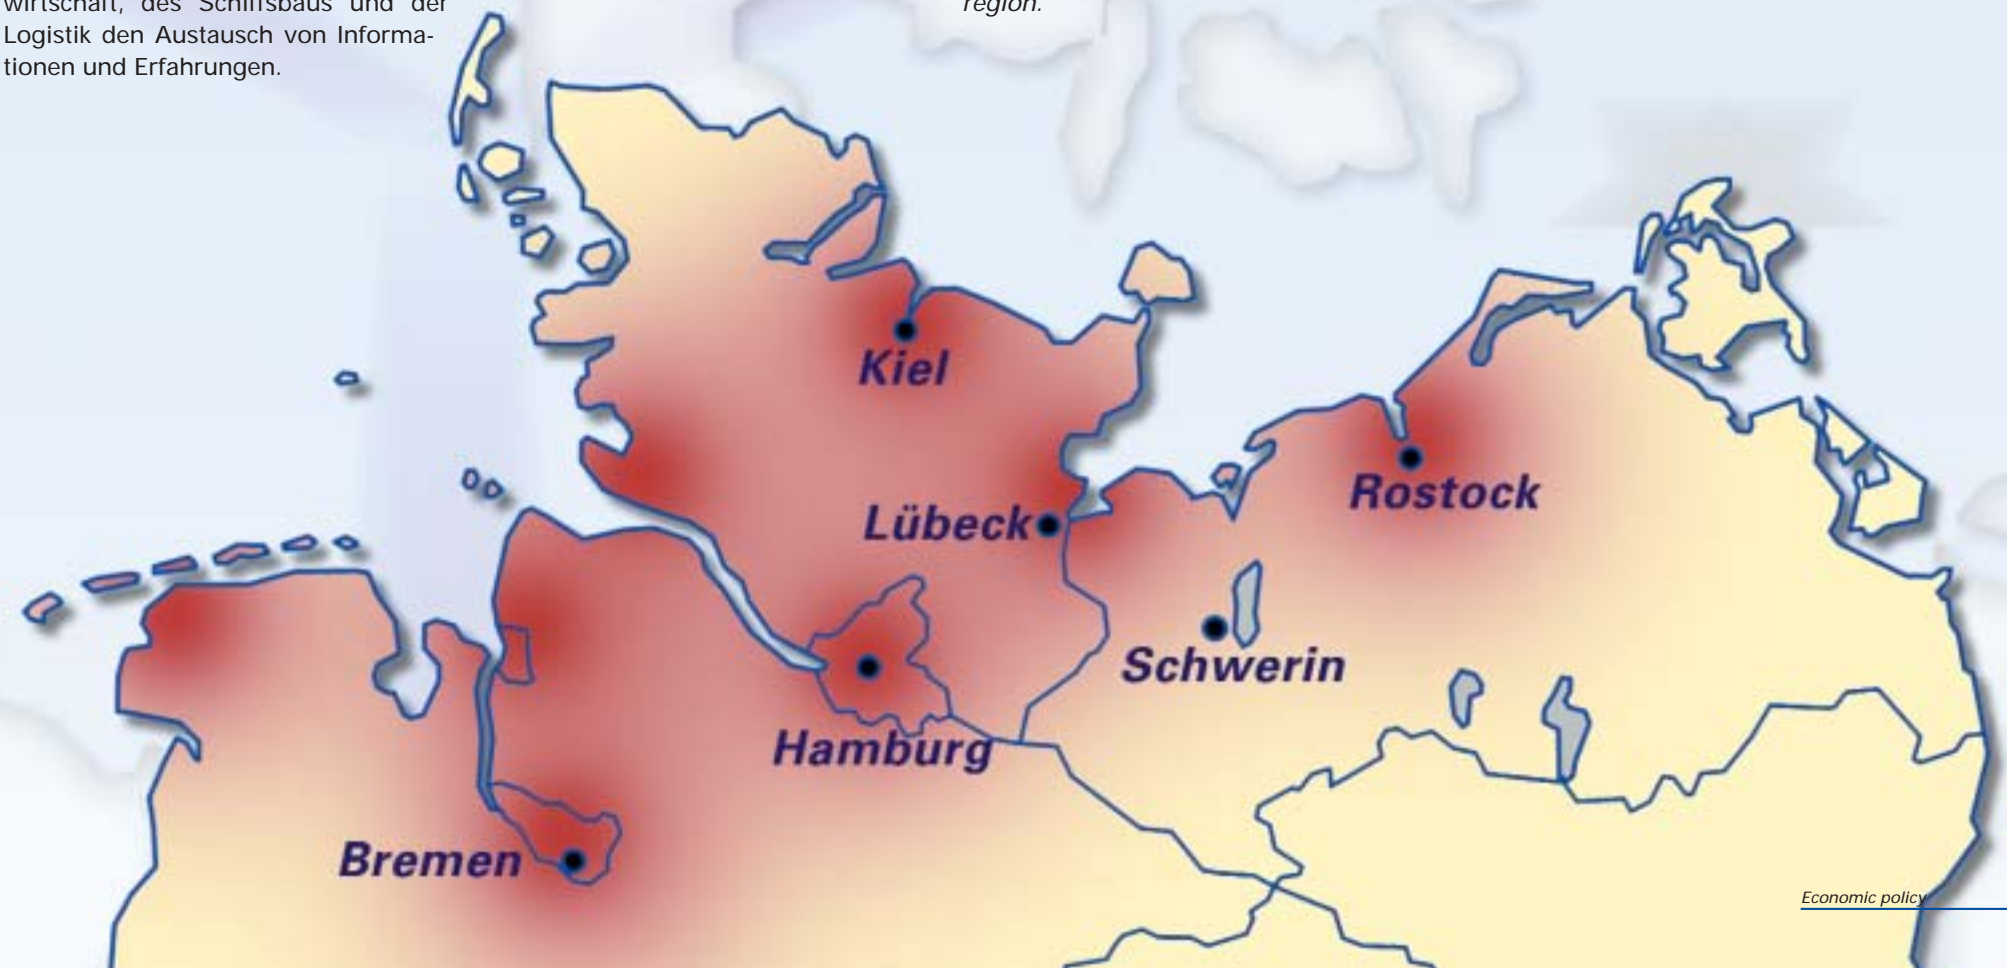 wirtschaft, des Schiffsbaus und der
Logistik den Austausch von Informa-
tionen und Erfahrungen.
region.
Kiel
Rostock
Lübeck
Schwerin
Hamburg
Bremen
Economic policy